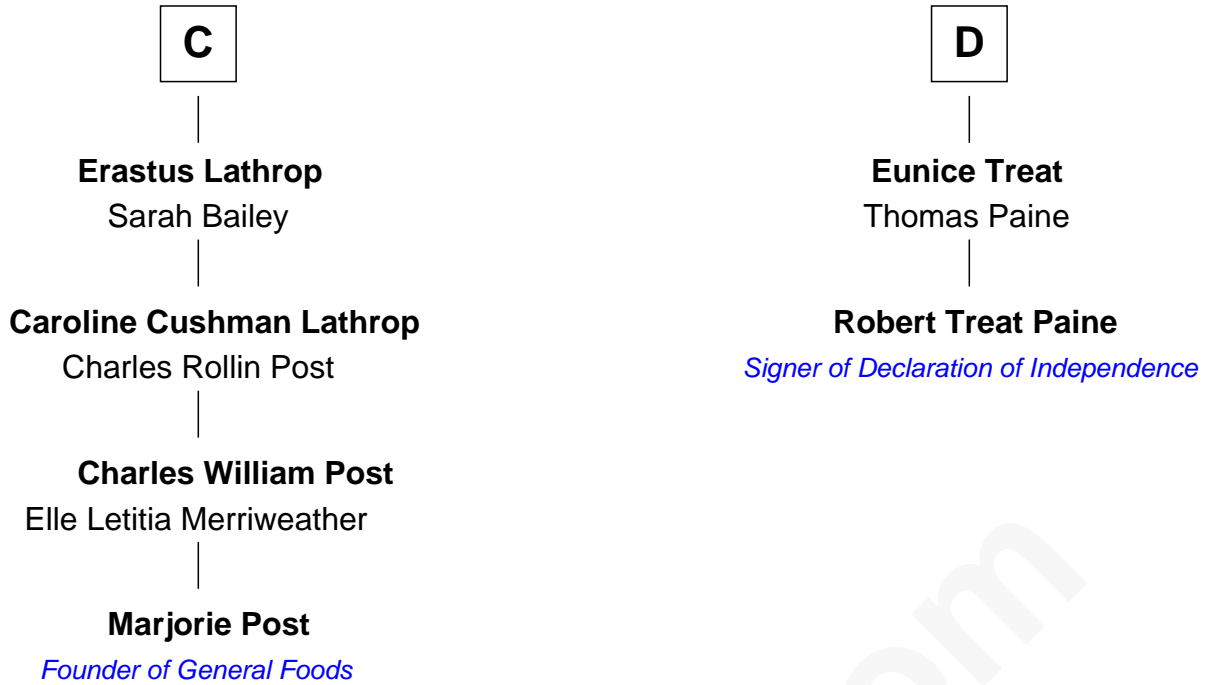 C
Erastus Lathrop
Sarah Bailey
Caroline Cushman Lathrop
Charles Rollin Post
Charles William Post
Elle Letitia Merriweather
Marjorie Post
Founder of General Foods
D
Eunice Treat
Thomas Paine
Robert Treat Paine
Signer of Declaration of Independence
om